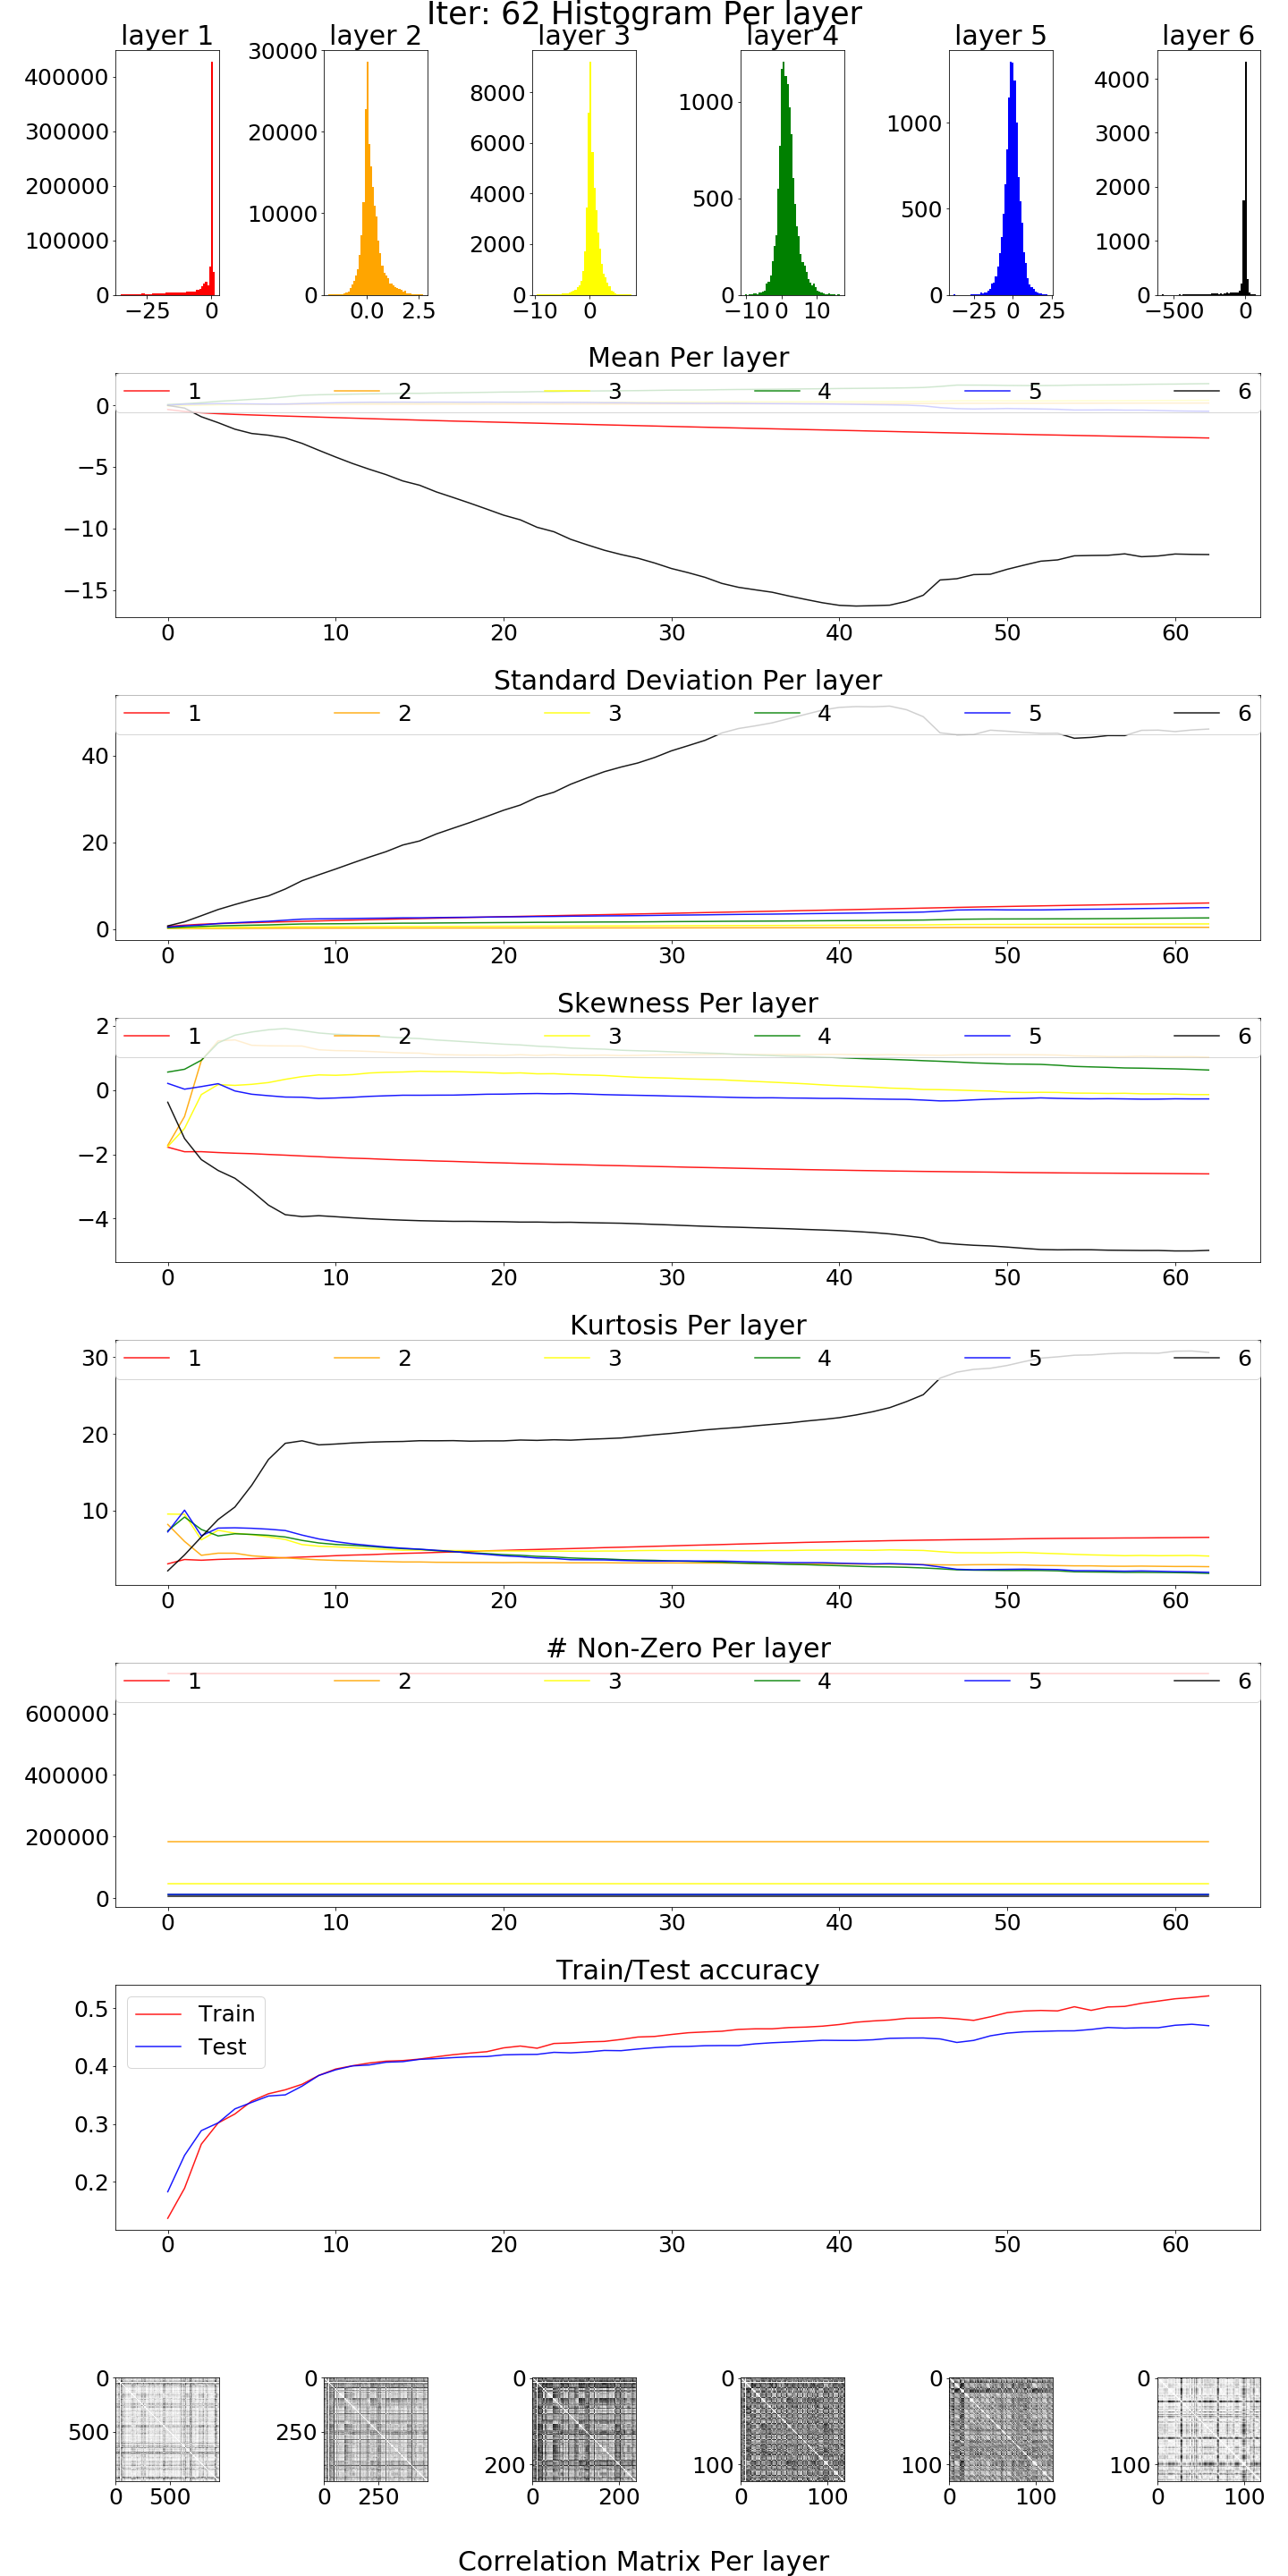 Iter: 62 Histogram Per layer
layer 1 layer 2 layer 3 layer 4 layer 5 layer 6
400000
300000
200000
100000
0
−25 0
30000
20000
10000
0
0.0 2.5
8000
6000
4000
2000
0
−10 0
1000
500
0
−10 0 10
1000
500
0
−25 0 25
4000
3000
2000
1000
0
−500 0
Mean Per layer
1 2 3 4 5 6
0
−5
−10
−15
0 10 20 30 40 50 60
Standard Deviation Per layer
1 2 3 4 5 6
40
20
0
0 10 20 30 40 50 60
Skewness Per layer
1 2 3 4 5 6
2
0
−2
−4
0 10 20 30 40 50 60
Kurtosis Per layer
1 2 3 4 5 6
30
20
10
0 10 20 30 40 50 60
# Non-Zero Per layer
1 2 3 4 5 6
600000
400000
200000
0
0 10 20 30 40 50 60
Train/Test accuracy
Train
Test
0.5
0.4
0.3
0.2
0 10 20 30 40 50 60
0
500
0 500
0
250
0 250
0
200
0 200
0
100
0 100
0
100
0 100
0
100
0 100
Correlation Matrix Per layer